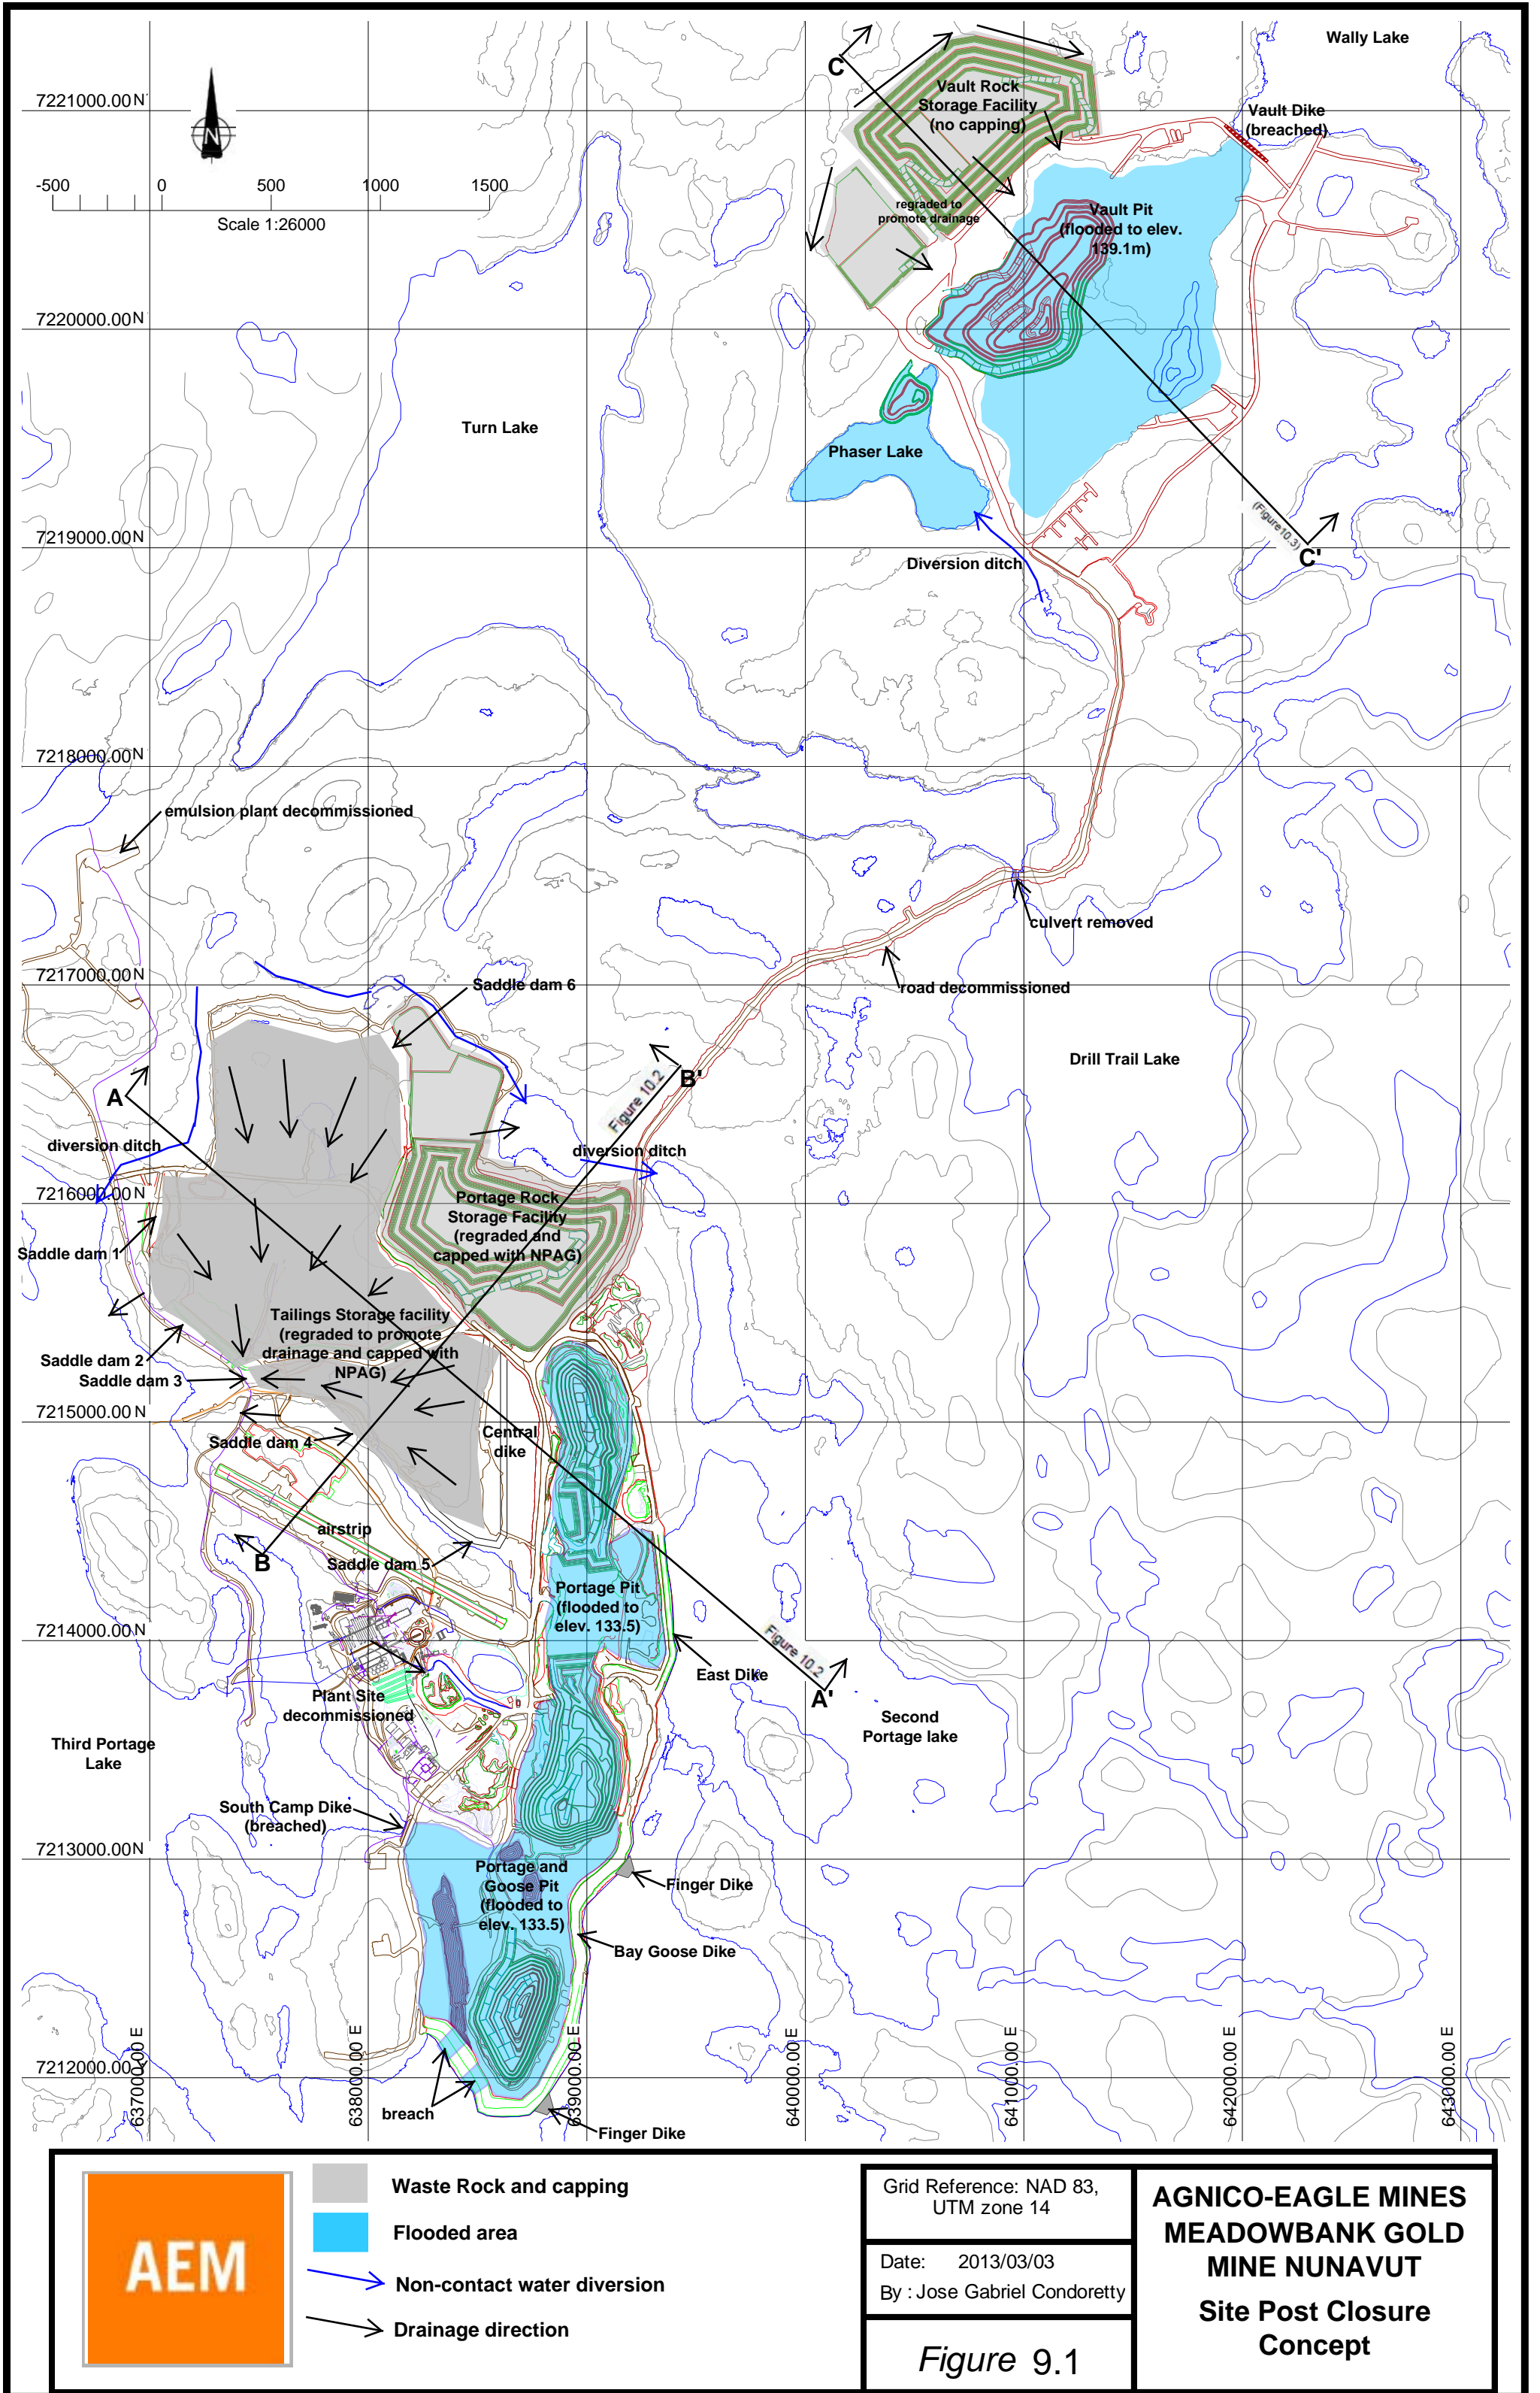 Wally Lake
C
Vault Rock
Storage Facility
(no capping)
7221000.00 N
Vault Dike
(breached)
N
-500 0 500 1000 1500
Scale 1:26000
regraded to
promote drainage
Vault Pit
(flooded to elev.
139.1m)
7220000.00 N
Turn Lake
Phaser Lake
(Figure10.3)
C'
7219000.00 N
Diversion ditch
7218000.00 N
emulsion plant decommissioned
culvert removed
7217000.00 N
Saddle dam 6
road decommissioned
Drill Trail Lake
A
B'
Figure 10.2
diversion ditch
diversion ditch
7216000.00 N
Portage Rock
Storage Facility
(regraded and
capped with NPAG)
Saddle dam 1
Tailings Storage facility
(regraded to promote
drainage and capped with
NPAG)
Saddle dam 2
Saddle dam 3
7215000.00 N
Saddle dam 4
Central
dike
airstrip
B
Saddle dam 5
Portage Pit
(flooded to
elev. 133.5)
7214000.00 N
Figure 10.2
A'
East Dike
Plant Site
decommissioned
Second
Portage lake
Third Portage
Lake
South Camp Dike
(breached)
7213000.00 N
Portage and
Goose Pit
(flooded to
elev. 133.5)
Finger Dike
Bay Goose Dike
7212000.00 N
637000.00 E
638000.00 E
639000.00 E
640000.00 E
641000.00 E
642000.00 E
643000.00 E
breach
Finger Dike
AEM
Waste Rock and capping
Flooded area
Non-contact water diversion
Drainage direction
Grid Reference: NAD 83,
UTM zone 14
Date: 2013/03/03
By : Jose Gabriel Condoretty
Figure 9.1
AGNICO-EAGLE MINES
MEADOWBANK GOLD
MINE NUNAVUT
Site Post Closure
Concept